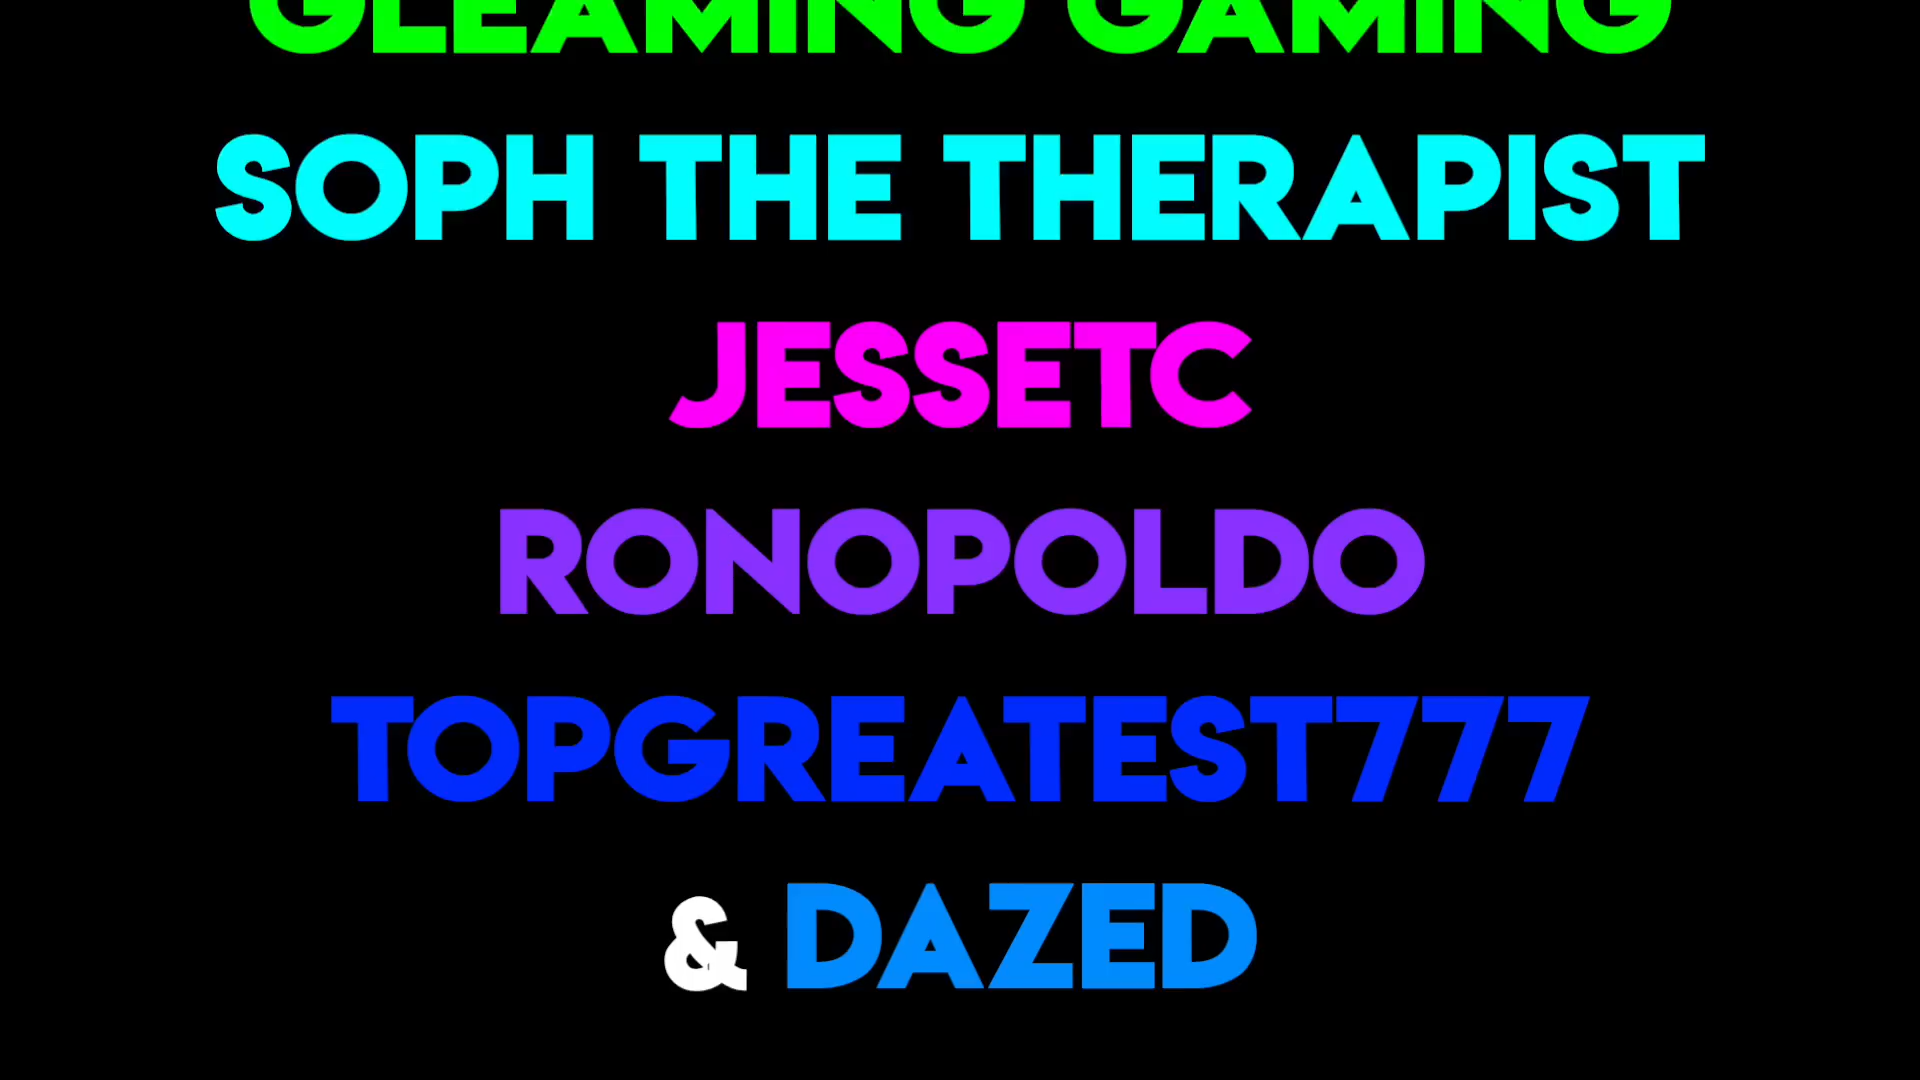 GLEAMING GAMING
SOPH THE THERAPIST
JESSETC
RONOPOLDO
TOPGREATEST777
& DAZED